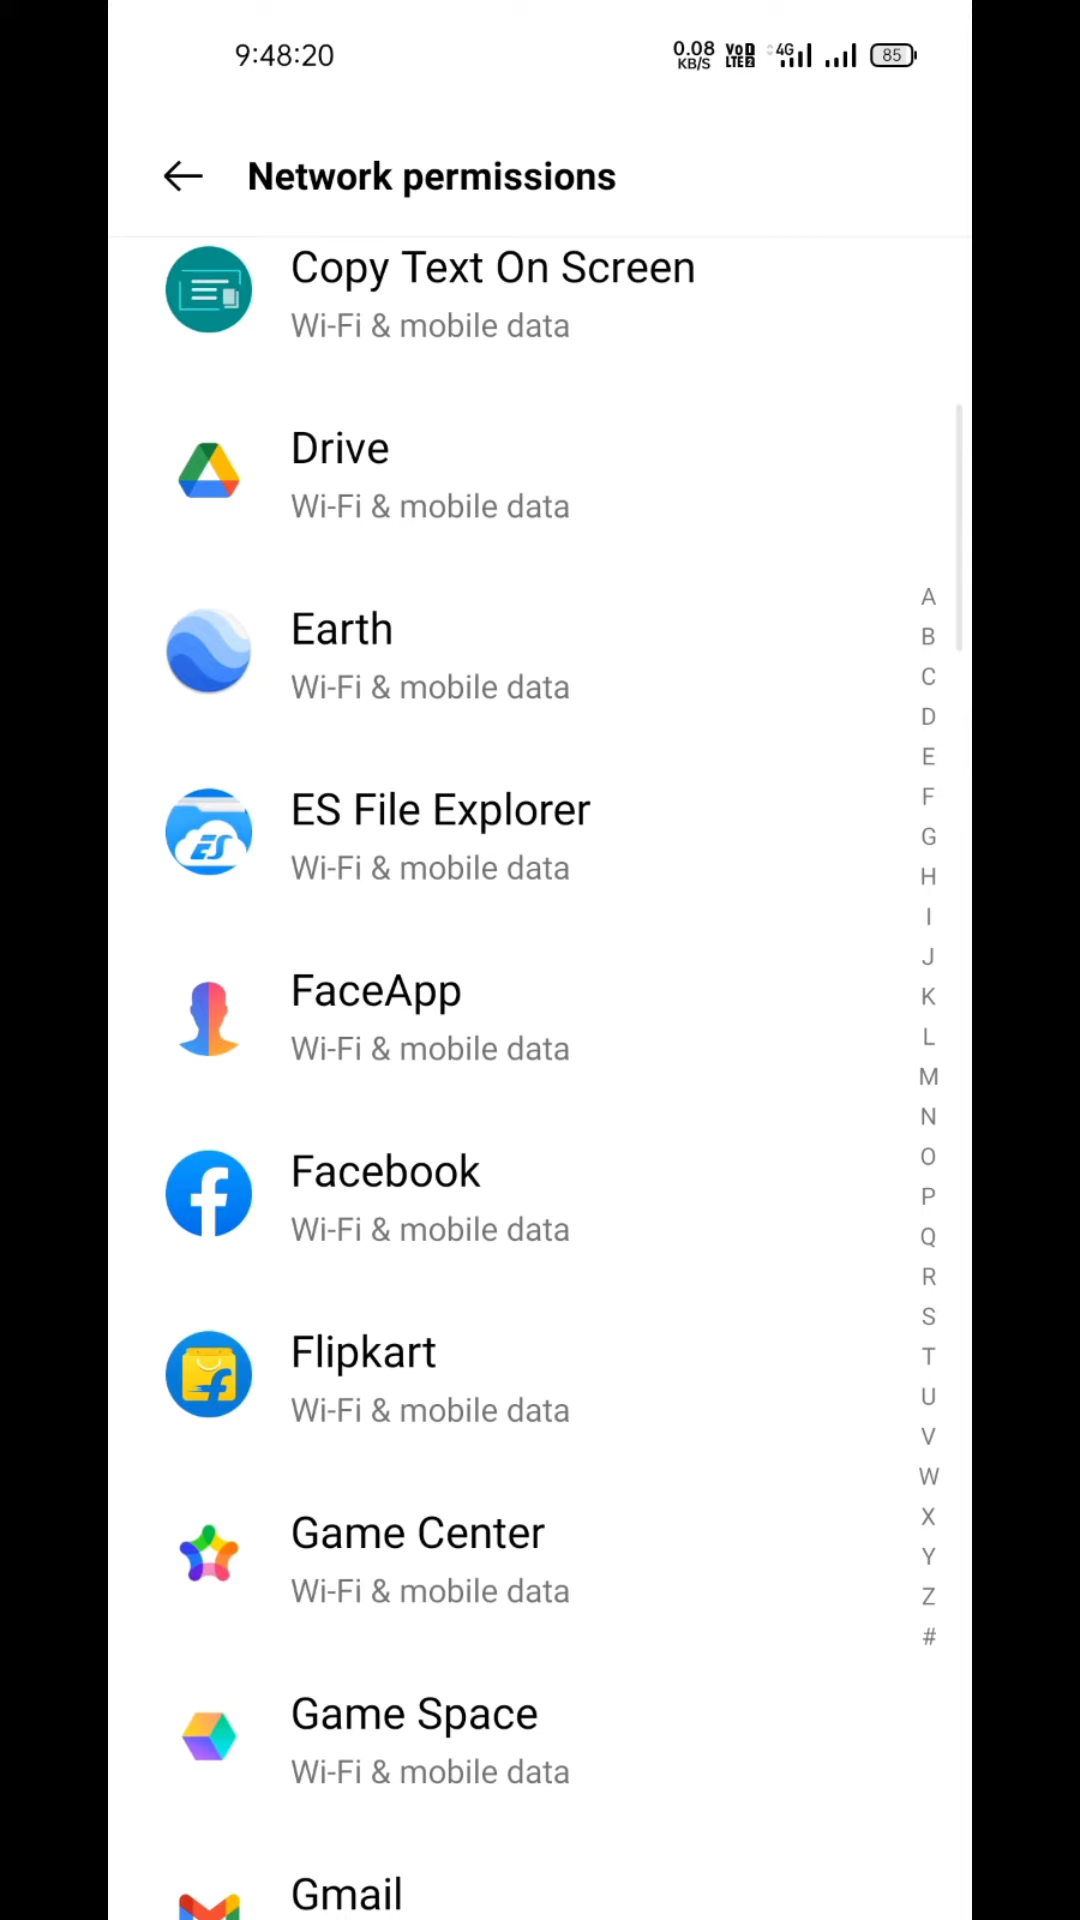 9:48:20
0.08 KB/S VoD LTE2 4G 85
Network permissions
Copy Text On Screen
Wi-Fi & mobile data
Drive
Wi-Fi & mobile data
Earth
Wi-Fi & mobile data
ES File Explorer
Wi-Fi & mobile data
FaceApp
Wi-Fi & mobile data
Facebook
Wi-Fi & mobile data
Flipkart
Wi-Fi & mobile data
Game Center
Wi-Fi & mobile data
Game Space
Wi-Fi & mobile data
Gmail
A
B
C
D
E
F
G
H
I
J
K
L
M
N
O
P
Q
R
S
T
U
V
W
X
Y
Z
#